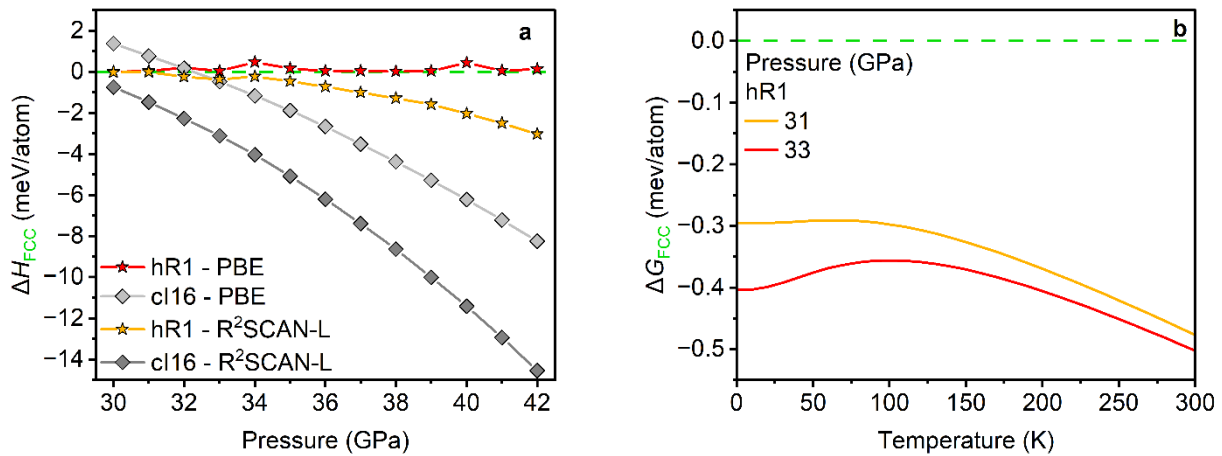 a
2
0
−2
−4
−6
−8
−10
−12
−14
ΔH_FCC (meV/atom)
hR1 - PBE
cI16 - PBE
hR1 - R²SCAN-L
cI16 - R²SCAN-L
30 32 34 36 38 40 42
Pressure (GPa)
b
0.0
−0.1
−0.2
−0.3
−0.4
−0.5
ΔG_FCC (mev/atom)
Pressure (GPa)
hR1
31
33
0 50 100 150 200 250 300
Temperature (K)